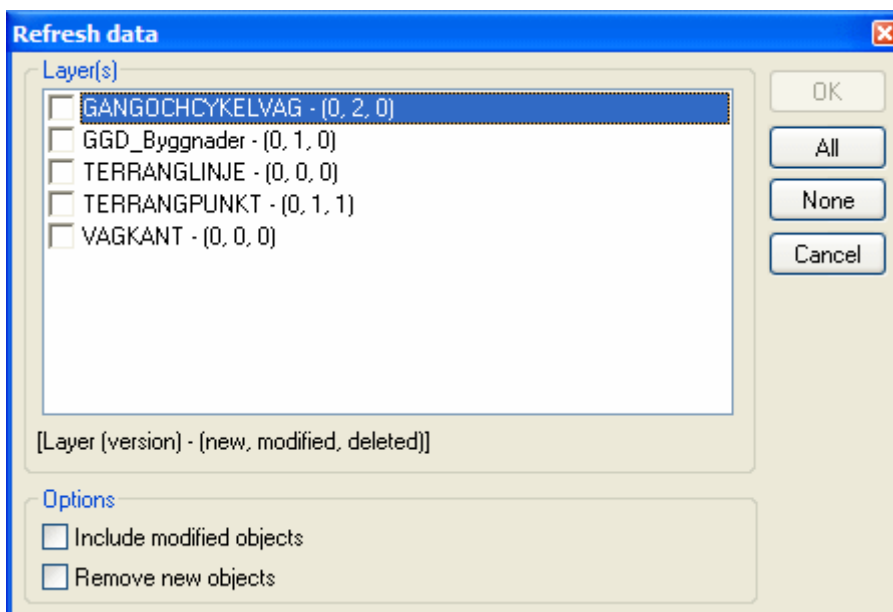 Refresh data
Layer(s)
GANGOCHCYKELVAG - (0, 2, 0)
GGD_Byggnader - (0, 1, 0)
TERRANGLINJE - (0, 0, 0)
TERRANGPUNKT - (0, 1, 1)
VAGKANT - (0, 0, 0)
[Layer (version) - (new, modified, deleted)]
OK
All
None
Cancel
Options
Include modified objects
Remove new objects